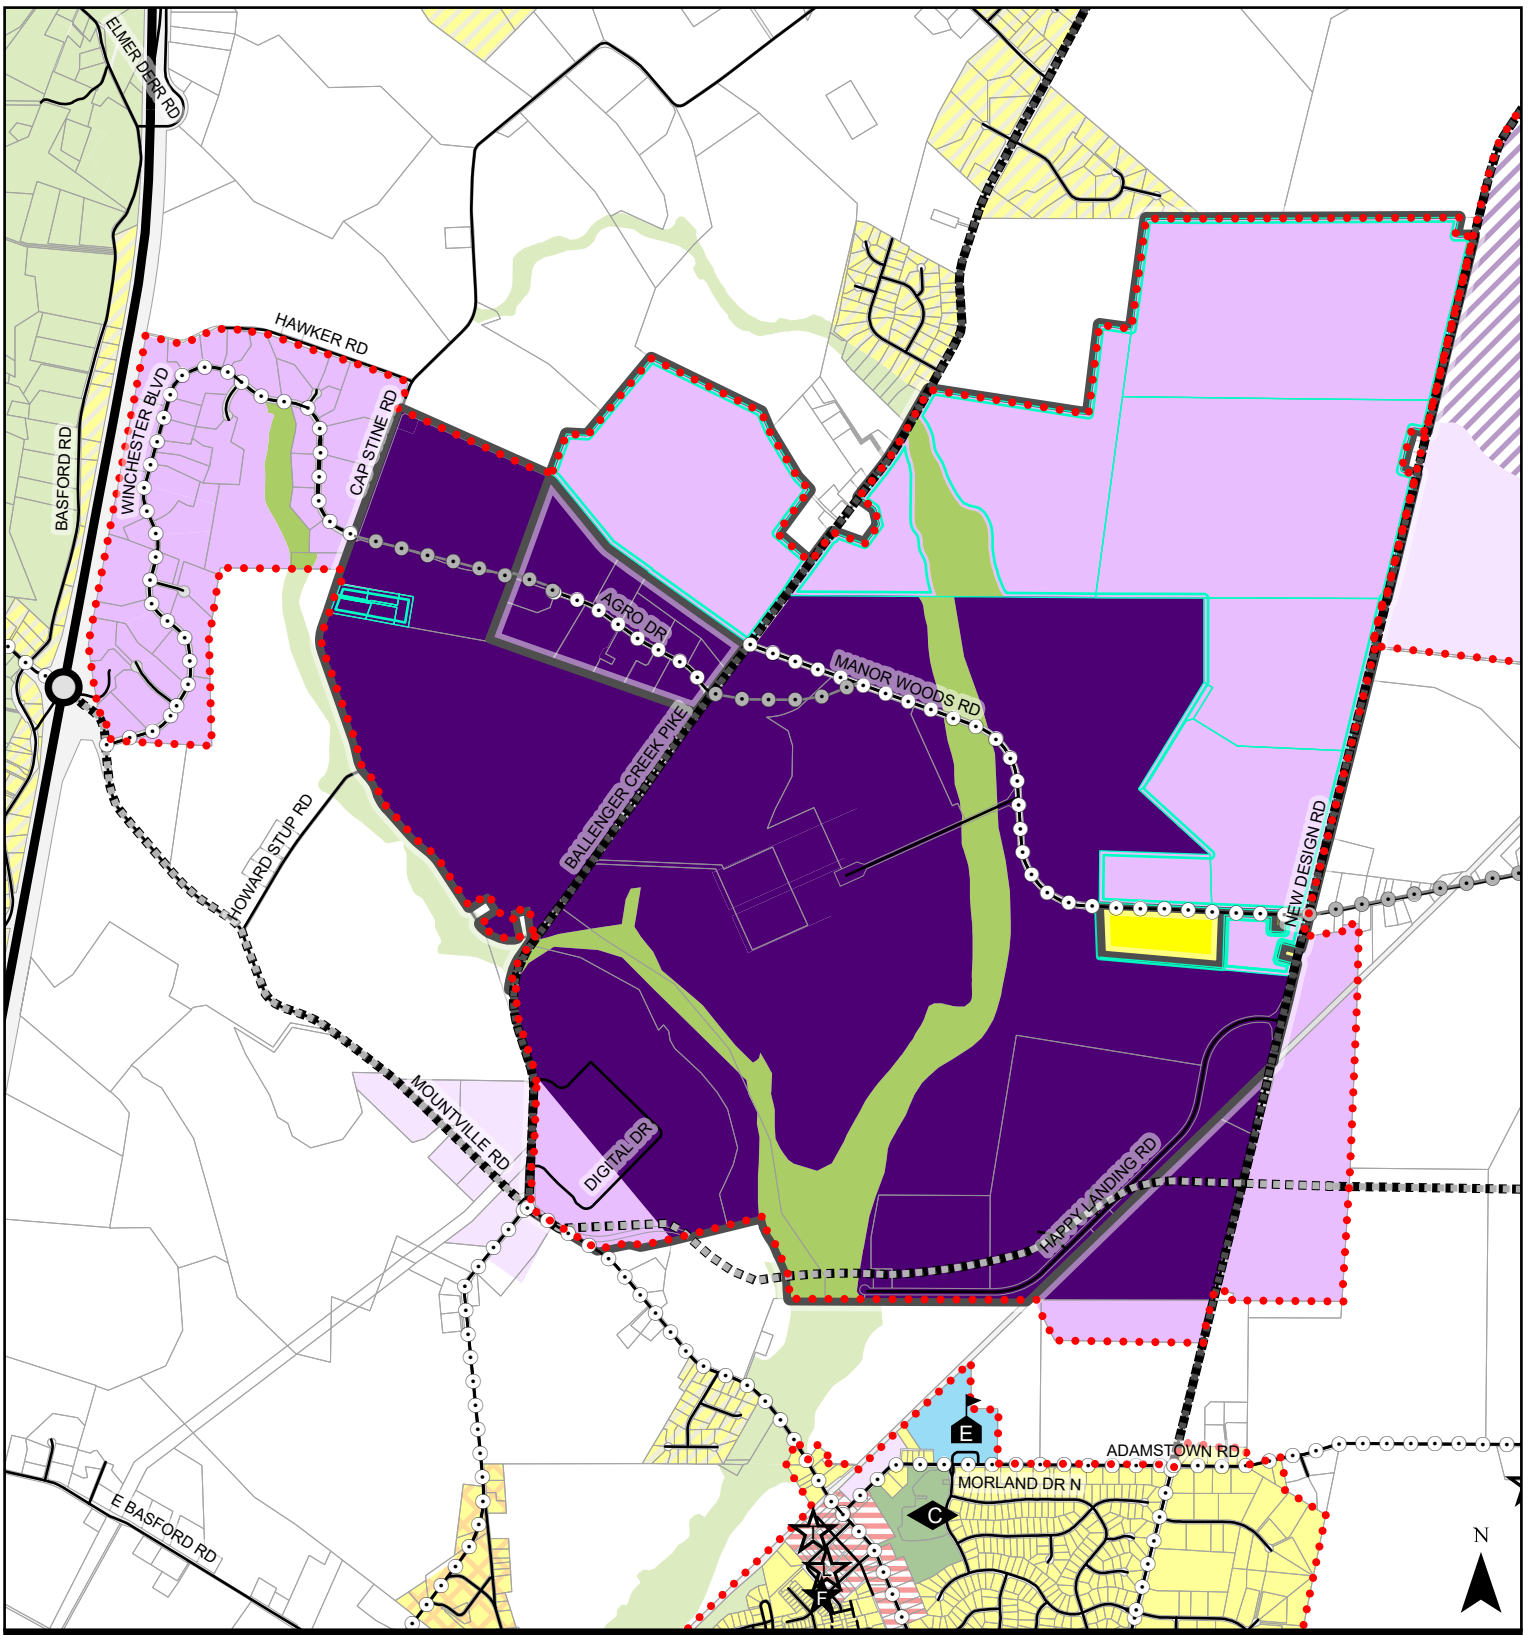 ELMER DERR RD
HAWKER RD
WINCHESTER BLVD
CAP STINE RD
BASFORD RD
AGRO DR
MANOR WOODS RD
BALLENGER CREEK PIKE
HOWARD STUP RD
NEW DESIGN RD
MOUNTVILLE RD
DIGITAL DR
HAPPY LANDING RD
E
ADAMSTOWN RD
MORLAND DR N
C
E BASFORD RD
F
N